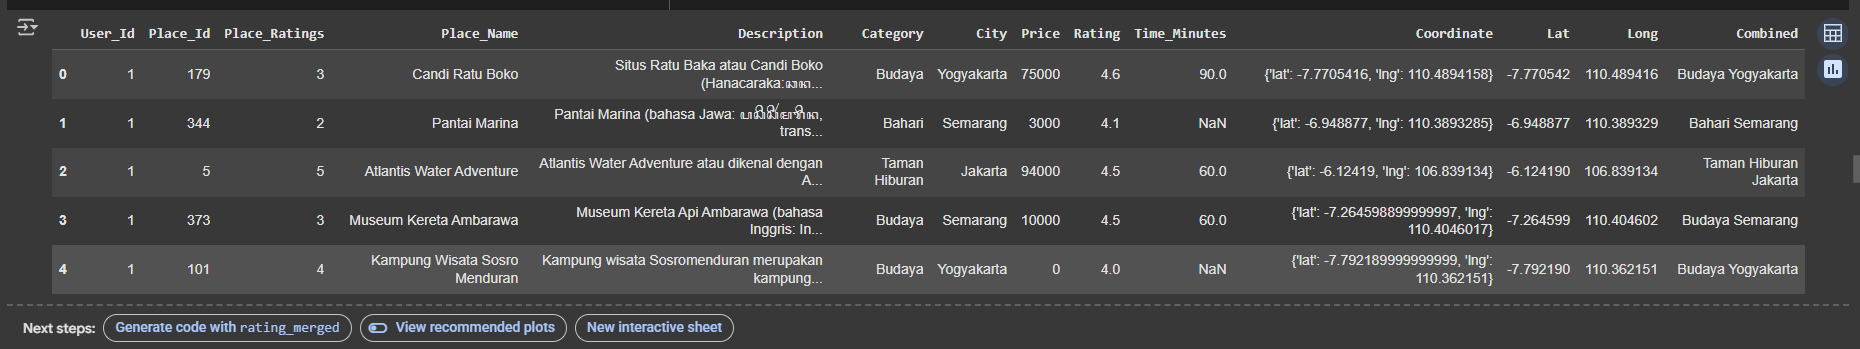 User_Id Place_Id Place_Ratings Place_Name Description Category City Price Rating Time_Minutes Coordinate Lat Long Combined
0 1 179 3 Candi Ratu Boko Situs Ratu Baka atau Candi Boko (Hanacaraka: ... Budaya Yogyakarta 75000 4.6 90.0 {'lat': -7.7705416, 'lng': 110.4894158} -7.770542 110.489416 Budaya Yogyakarta
1 1 344 2 Pantai Marina Pantai Marina (bahasa Jawa: , trans... Bahari Semarang 3000 4.1 NaN {'lat': -6.948877, 'lng': 110.3893285} -6.948877 110.389329 Bahari Semarang
2 1 5 5 Atlantis Water Adventure Atlantis Water Adventure atau dikenal dengan A... Taman Hiburan Jakarta 94000 4.5 60.0 {'lat': -6.12419, 'lng': 106.839134} -6.124190 106.839134 Taman Hiburan Jakarta
3 1 373 3 Museum Kereta Ambarawa Museum Kereta Api Ambarawa (bahasa Inggris: In... Budaya Semarang 10000 4.5 60.0 {'lat': -7.264598899999997, 'lng': 110.4046017} -7.264599 110.404602 Budaya Semarang
4 1 101 4 Kampung Wisata Sosro Menduran Kampung wisata Sosromenduran merupakan kampung... Budaya Yogyakarta 0 4.0 NaN {'lat': -7.792189999999999, 'lng': 110.362151} -7.792190 110.362151 Budaya Yogyakarta
Next steps: Generate code with rating_merged View recommended plots New interactive sheet